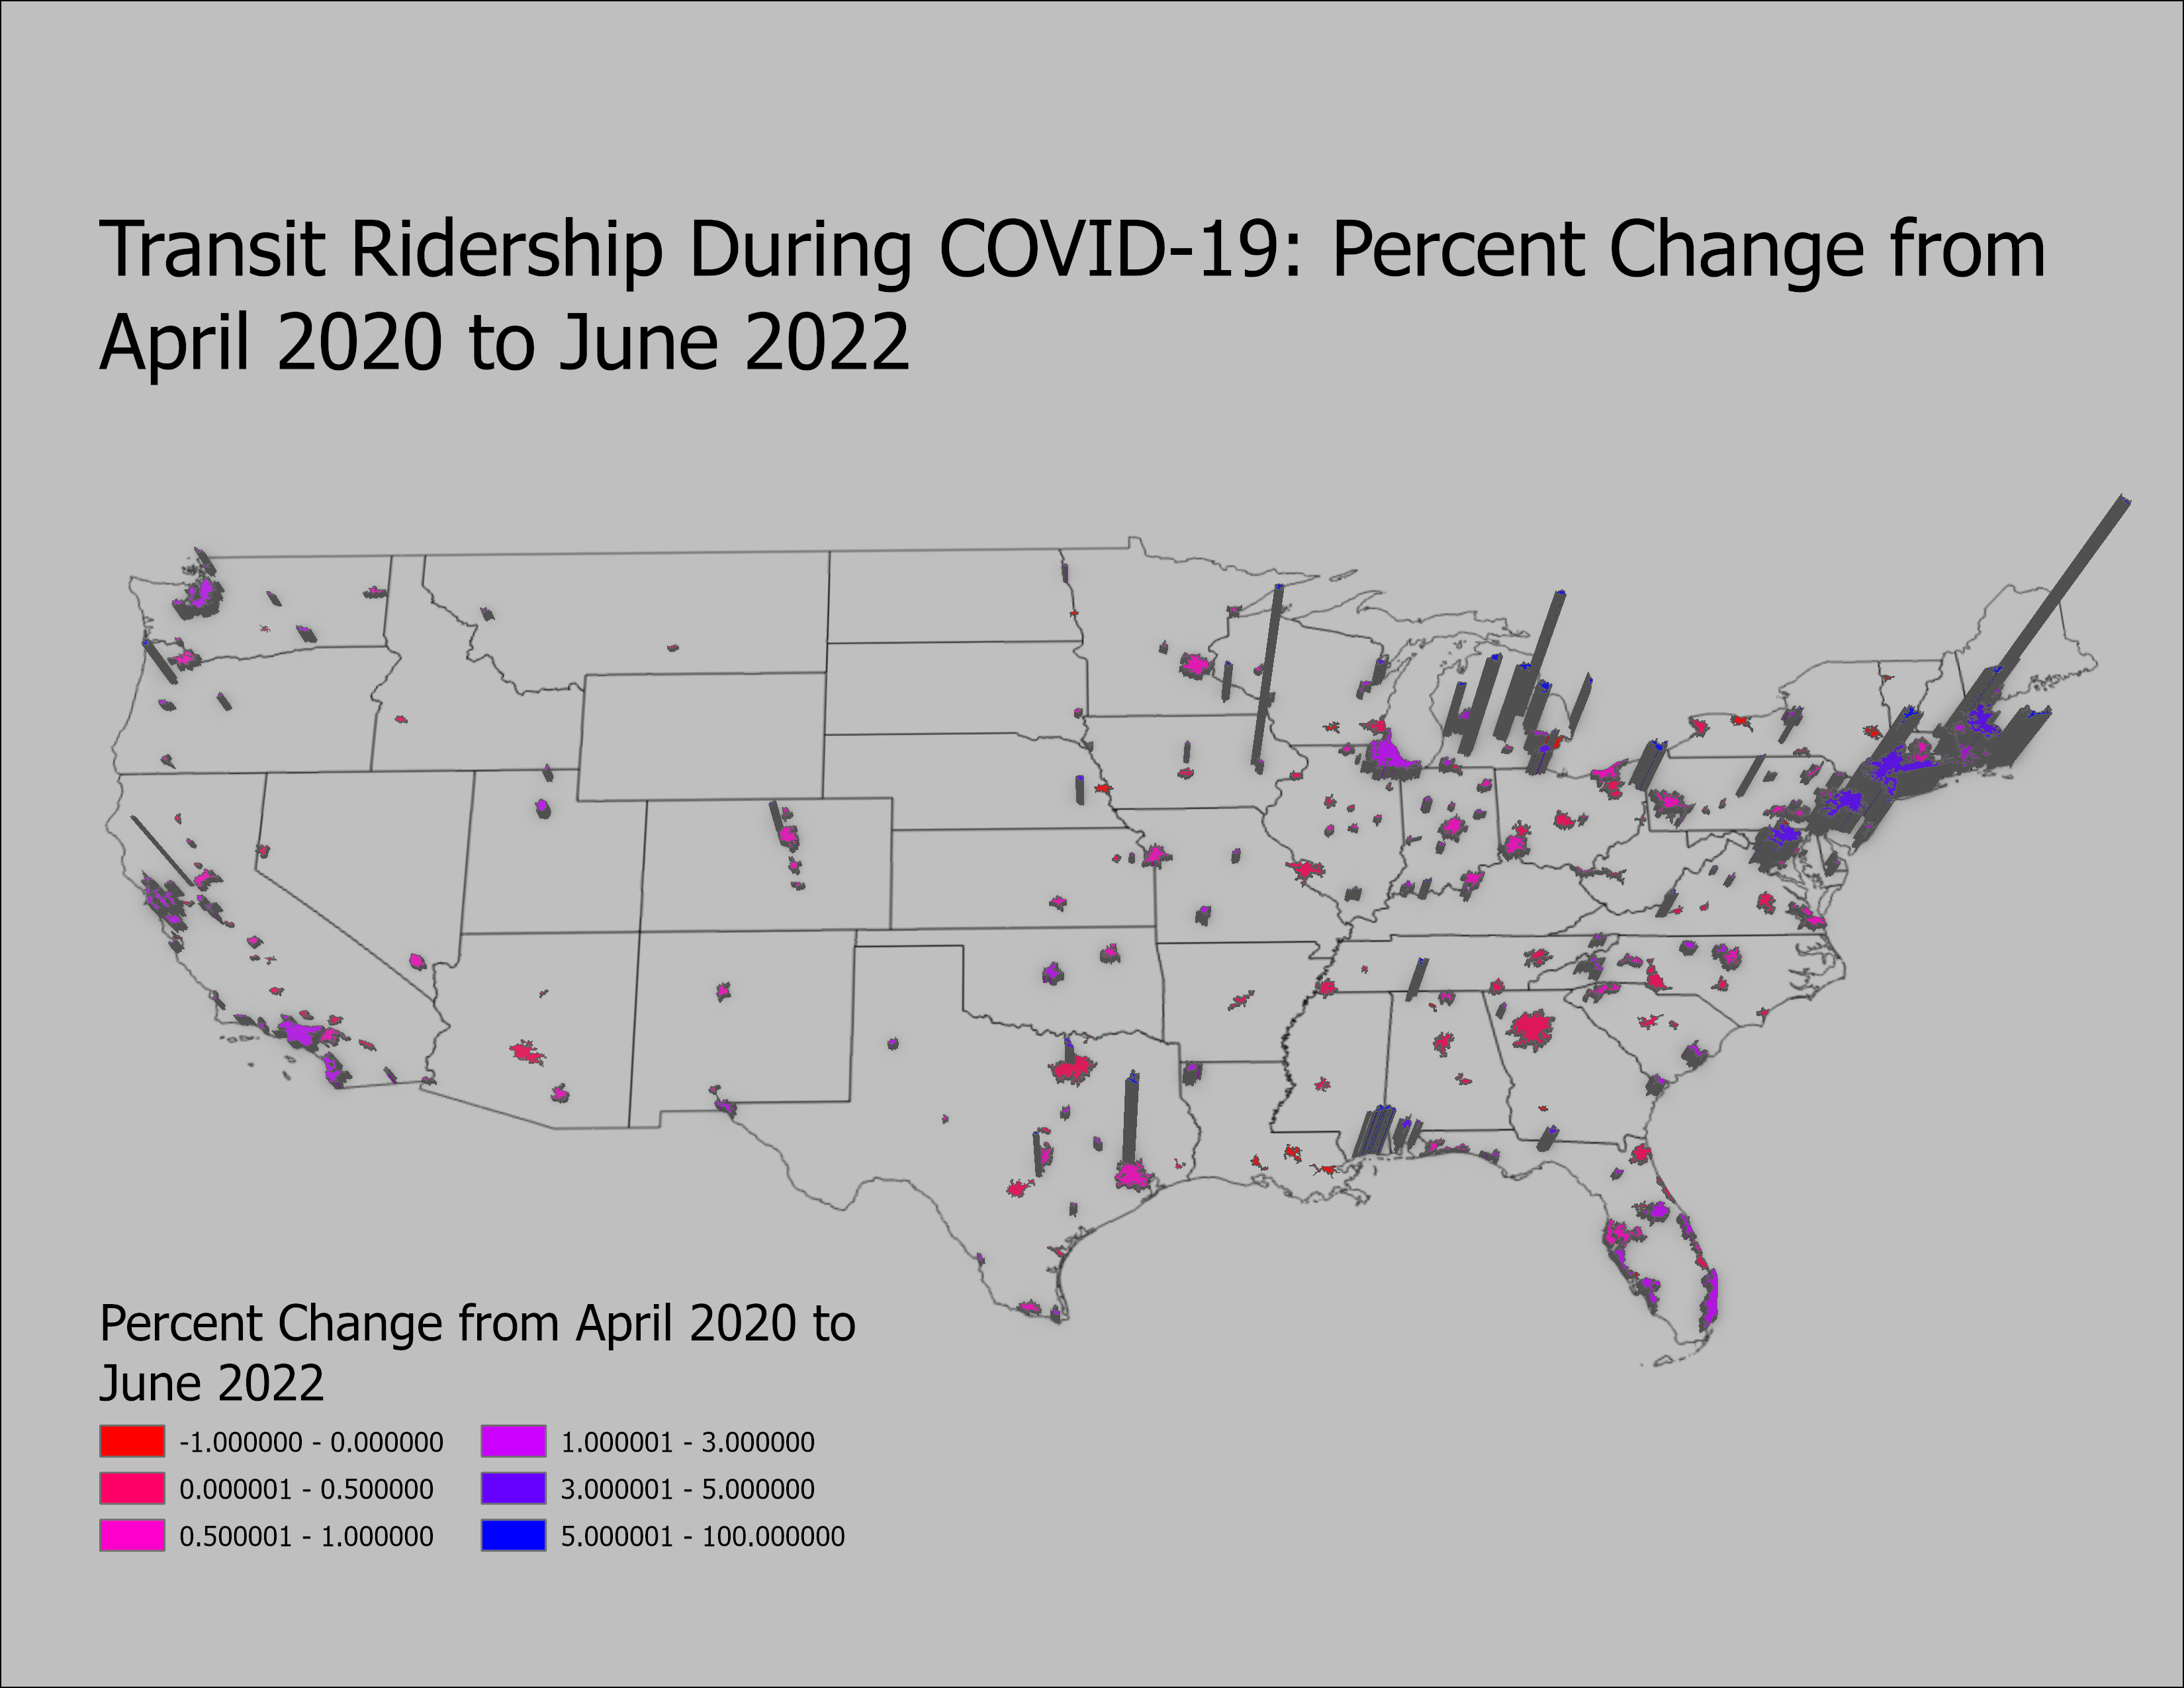 Transit Ridership During COVID-19: Percent Change from
April 2020 to June 2022
Percent Change from April 2020 to
June 2022
-1.000000 - 0.000000
0.000001 - 0.500000
0.500001 - 1.000000
1.000001 - 3.000000
3.000001 - 5.000000
5.000001 - 100.000000